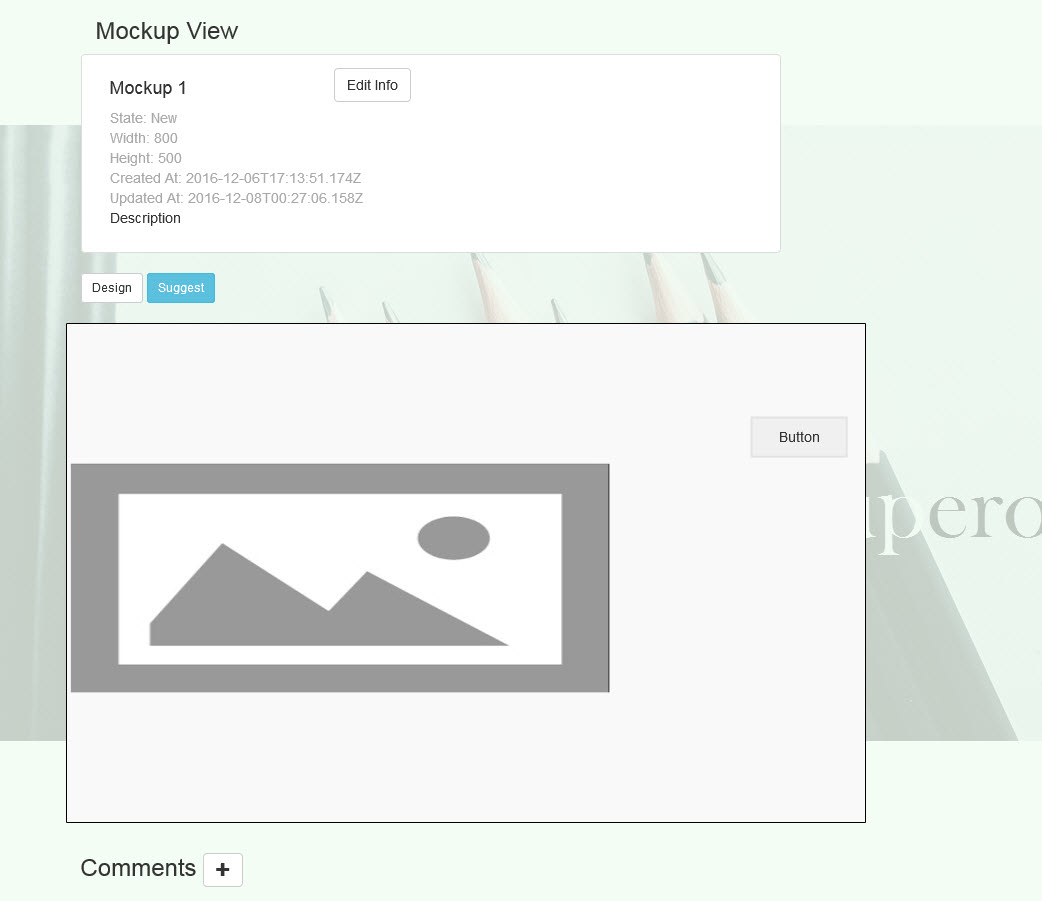 Mockup View
Mockup 1
Edit Info
State: New
Width: 800
Height: 500
Created At: 2016-12-06T17:13:51.174Z
Updated At: 2016-12-08T00:27:06.158Z
Description
Design
Suggest
Button
pero
Comments